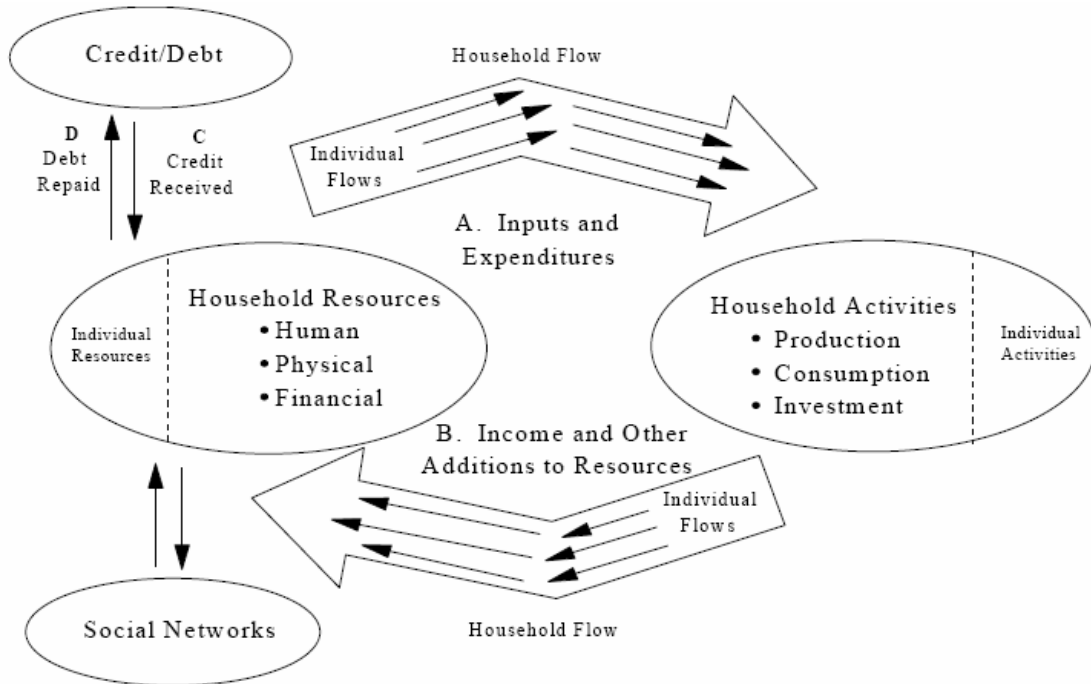 Credit/Debt
Household Flow
D
Debt
Repaid
C
Credit
Received
Individual
Flows
A. Inputs and
Expenditures
Individual
Resources
Household Resources
• Human
• Physical
• Financial
Household Activities
• Production
• Consumption
• Investment
Individual
Activities
B. Income and Other
Additions to Resources
Individual
Flows
Social Networks
Household Flow